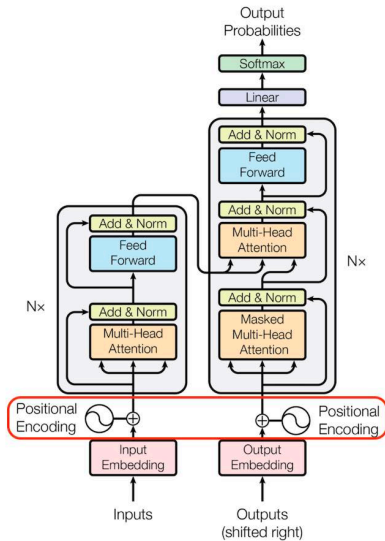 Output
Probabilities
Softmax
Linear
Add & Norm
Feed
Forward
Add & Norm
Multi-Head
Attention
Add & Norm
Masked
Multi-Head
Attention
N×
Add & Norm
Feed
Forward
N×
Add & Norm
Multi-Head
Attention
Positional
Encoding
Positional
Encoding
Input
Embedding
Output
Embedding
Inputs
Outputs
(shifted right)